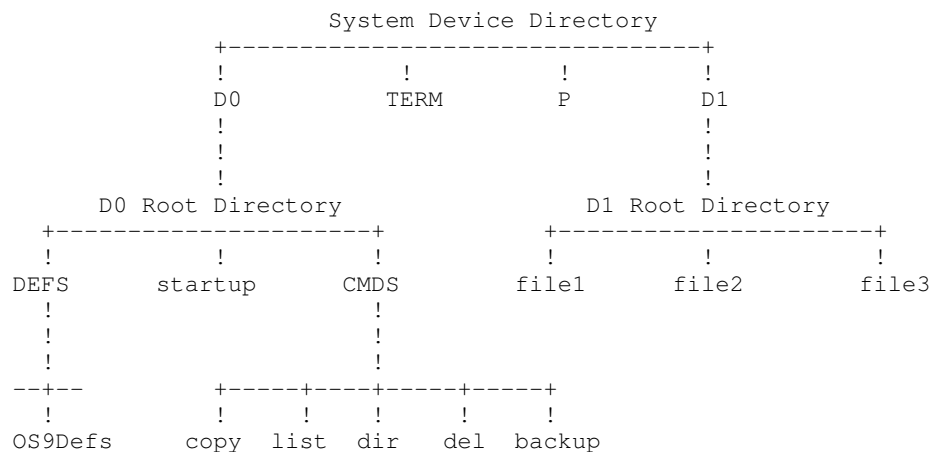 System Device Directory
+---------------------------------+
! ! ! !
D0 TERM P D1
! !
! !
! !
D0 Root Directory D1 Root Directory
+----------------------+ +----------------------+
! ! ! ! ! !
DEFS startup CMDS file1 file2 file3
! !
! !
! !
--+-- +-----+----+-----+-----+
! ! ! ! ! !
OS9Defs copy list dir del backup